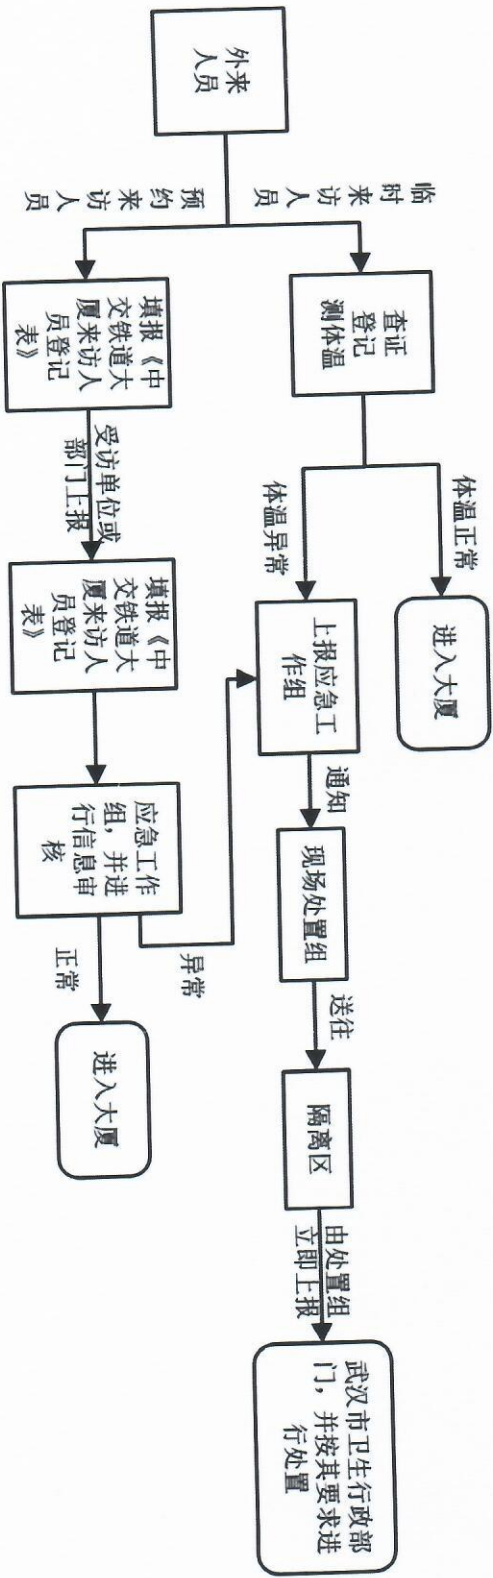 外来
人员
临时来访人员
预约来访人员
查证
登记
测体温
体温正常
进入大厦
体温异常
上报应急工
作组
通知
现场处置组
送往
隔离区
由处置组
立即上报
武汉市卫生行政部
门，并按其要求进
行处置
填报《中
交铁道大
厦来访人
员登记
表》
受访单位或
部门上报
填报《中
交铁道大
厦来访人
员登记
表》
应急工作
组，并进
行信息审
核
异常
正常
进入大厦